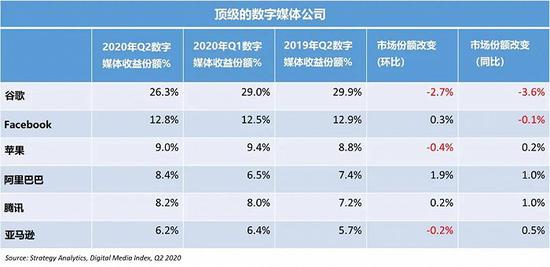 顶级的数字媒体公司
2020年Q2数字 2020年Q1数字 2019年Q2数字 市场份额改变 市场份额改变
媒体收益份额% 媒体收益份额% 媒体收益份额% (环比) (同比)
谷歌 26.3% 29.0% 29.9% -2.7% -3.6%
Facebook 12.8% 12.5% 12.9% 0.3% -0.1%
苹果 9.0% 9.4% 8.8% -0.4% 0.2%
阿里巴巴 8.4% 6.5% 7.4% 1.9% 1.0%
腾讯 8.2% 8.0% 7.2% 0.2% 1.0%
亚马逊 6.2% 6.4% 5.7% -0.2% 0.5%
Source: Strategy Analytics, Digital Media Index, Q2 2020